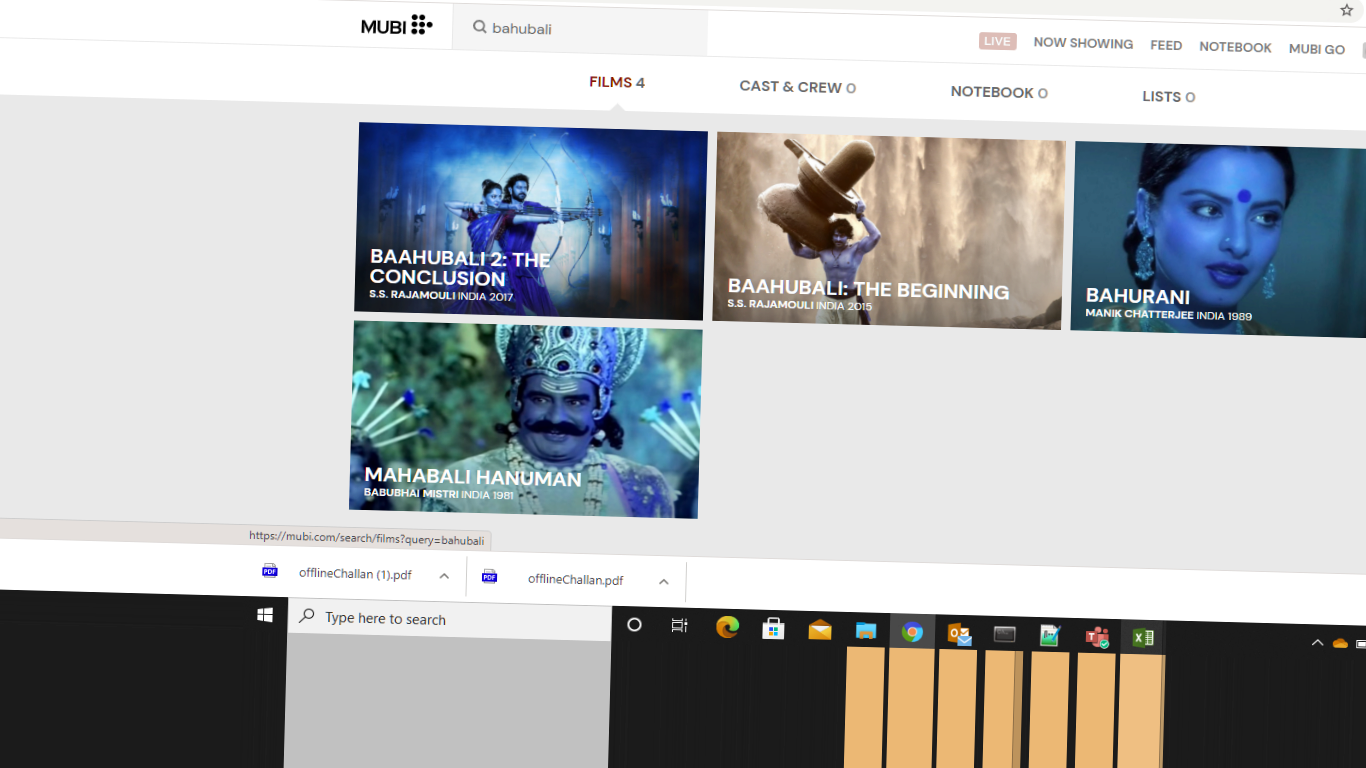 MUBI
bahubali
LIVE
NOW SHOWING
FEED
NOTEBOOK
MUBI GO
FILMS 4
CAST & CREW 0
NOTEBOOK 0
LISTS 0
BAAHUBALI 2: THE
CONCLUSION
S.S. RAJAMOULI INDIA 2017
BAAHUBALI: THE BEGINNING
S.S. RAJAMOULI INDIA 2015
BAHURANI
MANIK CHATTERJEE INDIA 1989
MAHABALI HANUMAN
BABUBHAI MISTRI INDIA 1981
https://mubi.com/search/films?query=bahubali
PDF
offlineChallan (1).pdf
PDF
offlineChallan.pdf
Type here to search